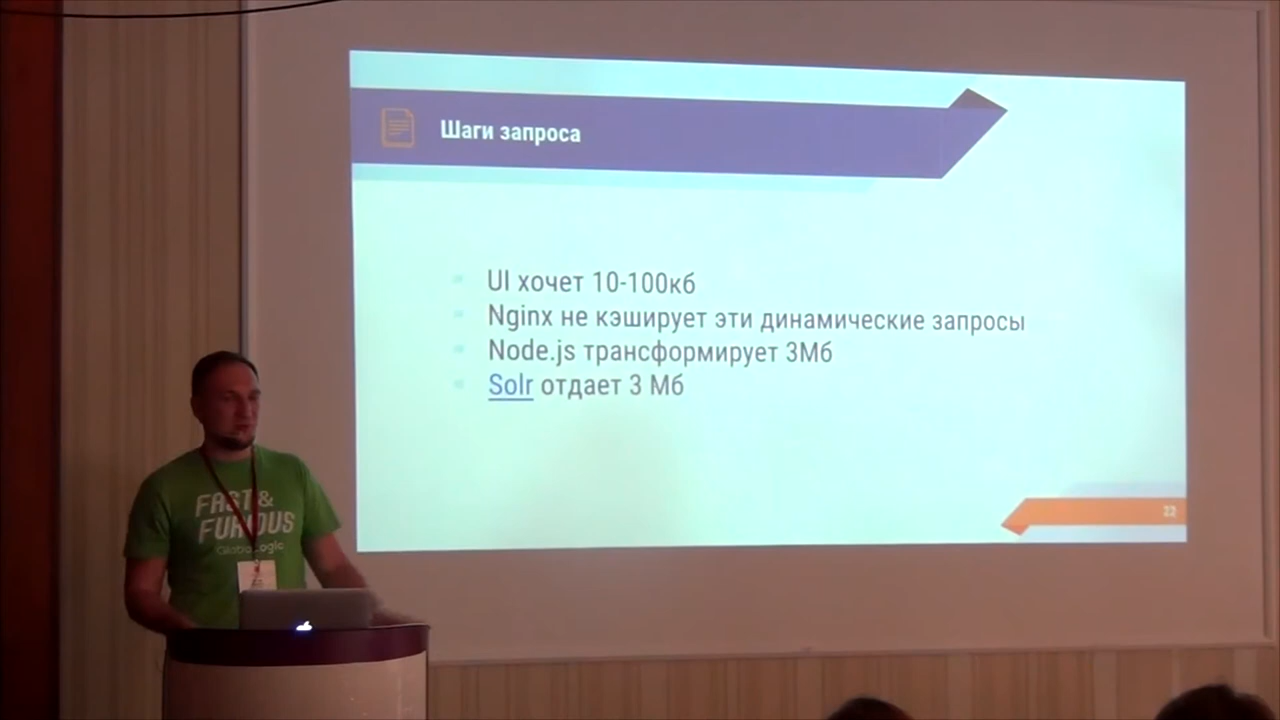 Шаги запроса
UI хочет 10-100кб
Nginx не кэширует эти динамические запросы
Node.js трансформирует 3Мб
Solr отдает 3 Мб
22
FAST &
FURIOUS
GlobalLogic